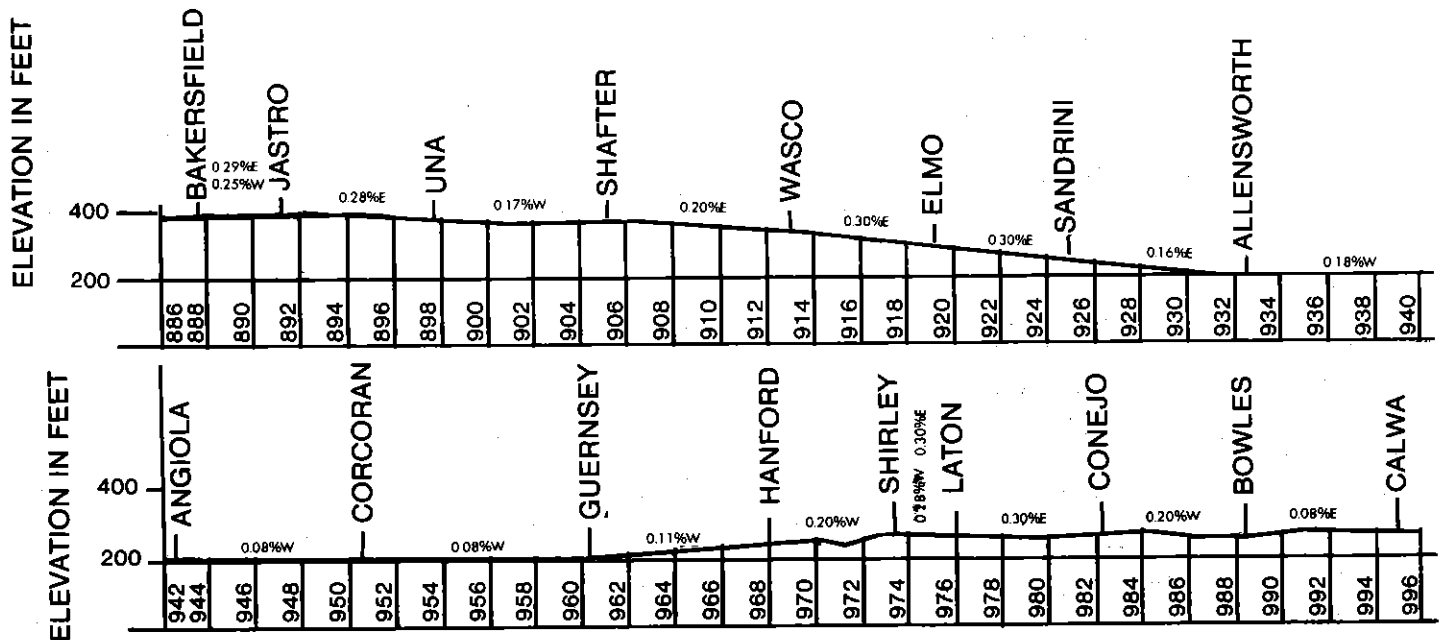 ELEVATION IN FEET
BAKERSFIELD
JASTRO
UNA
SHAFTER
WASCO
ELMO
SANDRINI
ALLENSWORTH
0.29%E
0.25%W
0.28%E
0.17%W
0.20%E
0.30%E
0.30%E
0.16%E
0.18%W
400
200
886 888 890 892 894 896 898 900 902 904 906 908 910 912 914 916 918 920 922 924 926 928 930 932 934 936 938 940
ELEVATION IN FEET
ANGIOLA
CORCORAN
GUERNSEY
HANFORD
SHIRLEY
LATON
CONEJO
BOWLES
CALWA
0.08%W
0.08%W
0.11%W
0.20%W
0.28%W 0.30%E
0.30%E
0.20%W
0.08%E
400
200
942 944 946 948 950 952 954 956 958 960 962 964 966 968 970 972 974 976 978 980 982 984 986 988 990 992 994 996